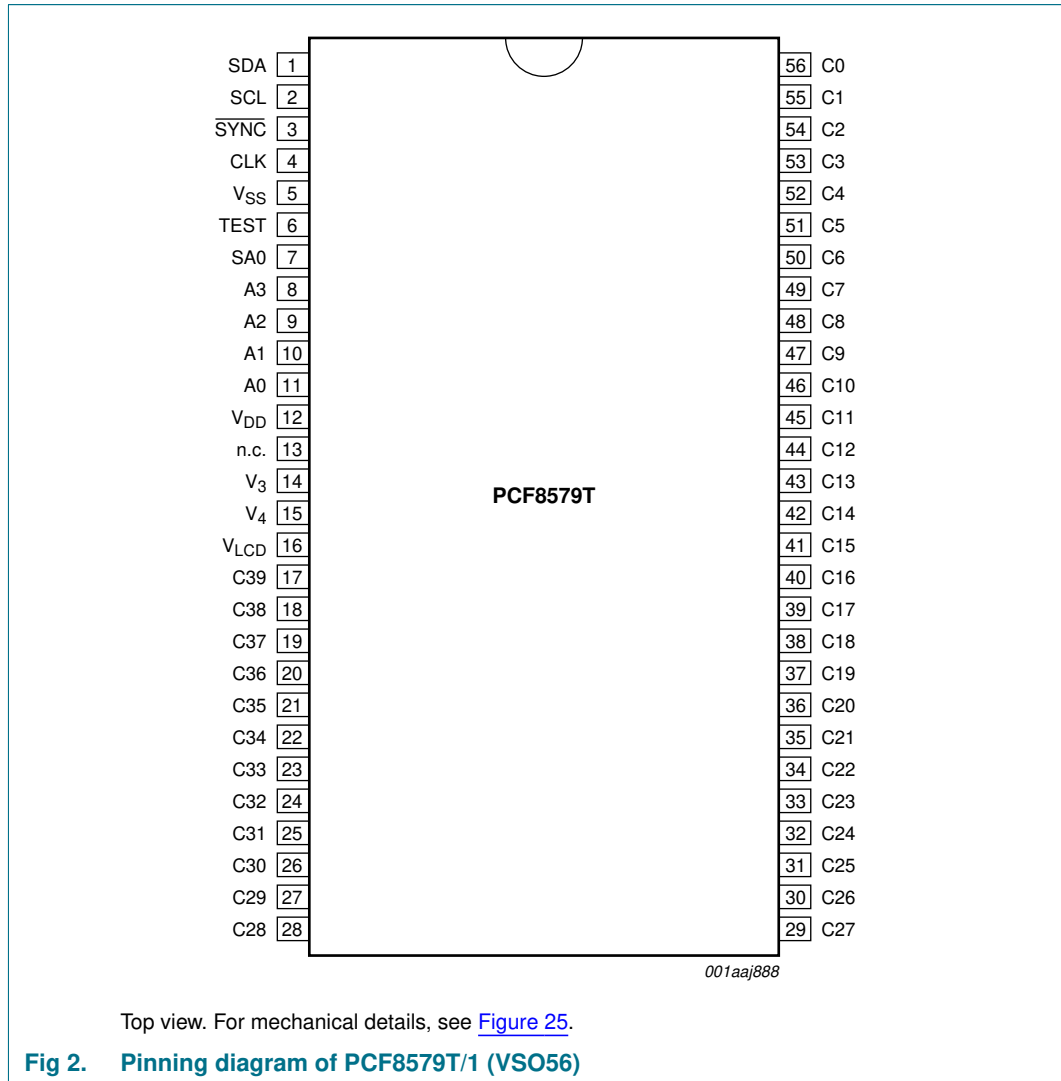 SDA 1 56 C0
SCL 2 55 C1
SYNC 3 54 C2
CLK 4 53 C3
VSS 5 52 C4
TEST 6 51 C5
SA0 7 50 C6
A3 8 49 C7
A2 9 48 C8
A1 10 47 C9
A0 11 46 C10
VDD 12 45 C11
n.c. 13 44 C12
V3 14 43 C13
PCF8579T
V4 15 42 C14
VLCD 16 41 C15
C39 17 40 C16
C38 18 39 C17
C37 19 38 C18
C36 20 37 C19
C35 21 36 C20
C34 22 35 C21
C33 23 34 C22
C32 24 33 C23
C31 25 32 C24
C30 26 31 C25
C29 27 30 C26
C28 28 29 C27
001aaj888
Top view. For mechanical details, see Figure 25.
Fig 2. Pinning diagram of PCF8579T/1 (VSO56)